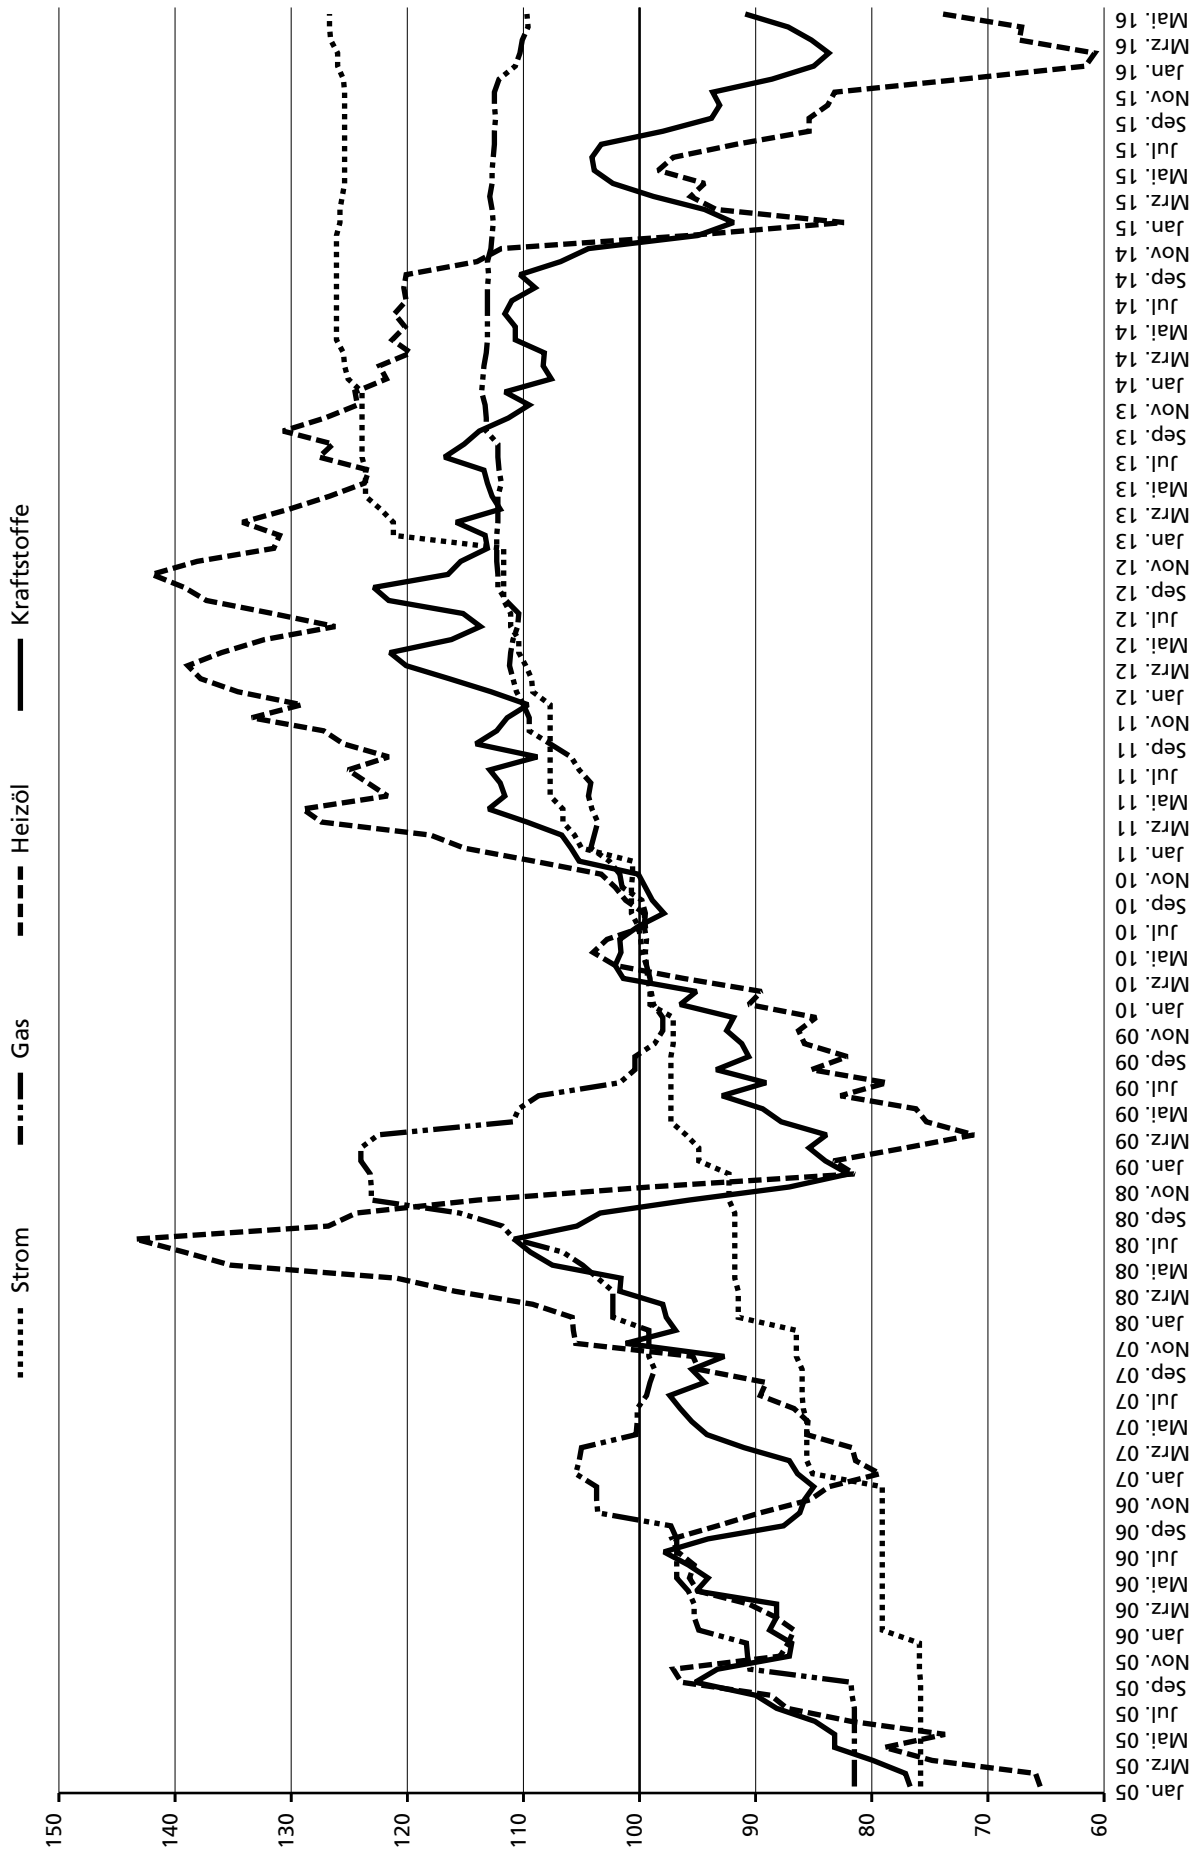 Strom Gas Heizöl Kraftstoffe
150
140
130
120
110
100
90
80
70
60
Jan. 05
Mrz. 05
Mai. 05
Jul. 05
Sep. 05
Nov. 05
Jan. 06
Mrz. 06
Mai. 06
Jul. 06
Sep. 06
Nov. 06
Jan. 07
Mrz. 07
Mai. 07
Jul. 07
Sep. 07
Nov. 07
Jan. 08
Mrz. 08
Mai. 08
Jul. 08
Sep. 08
Nov. 08
Jan. 09
Mrz. 09
Mai. 09
Jul. 09
Sep. 09
Nov. 09
Jan. 10
Mrz. 10
Mai. 10
Jul. 10
Sep. 10
Nov. 10
Jan. 11
Mrz. 11
Mai. 11
Jul. 11
Sep. 11
Nov. 11
Jan. 12
Mrz. 12
Mai. 12
Jul. 12
Sep. 12
Nov. 12
Jan. 13
Mrz. 13
Mai. 13
Jul. 13
Sep. 13
Nov. 13
Jan. 14
Mrz. 14
Mai. 14
Jul. 14
Sep. 14
Nov. 14
Jan. 15
Mrz. 15
Mai. 15
Jul. 15
Sep. 15
Nov. 15
Jan. 16
Mrz. 16
Mai. 16